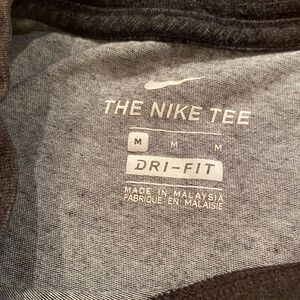 THE NIKE TEE
M M M
DRI-FIT
MADE IN MALAYSIA
FABRIQUÉ EN MALAISIE